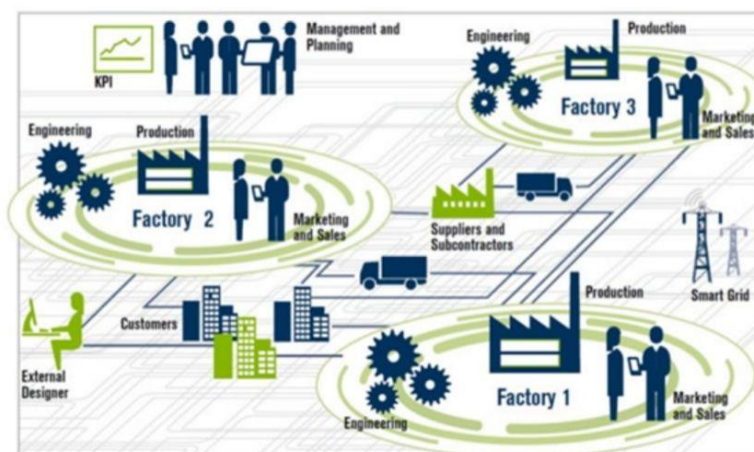 Management and
Planning
KPI
Engineering
Production
Factory 3
Marketing
and Sales
Engineering
Production
Factory 2
Marketing
and Sales
Suppliers and
Subcontractors
Smart Grid
Customers
External
Designer
Production
Factory 1
Engineering
Marketing
and Sales